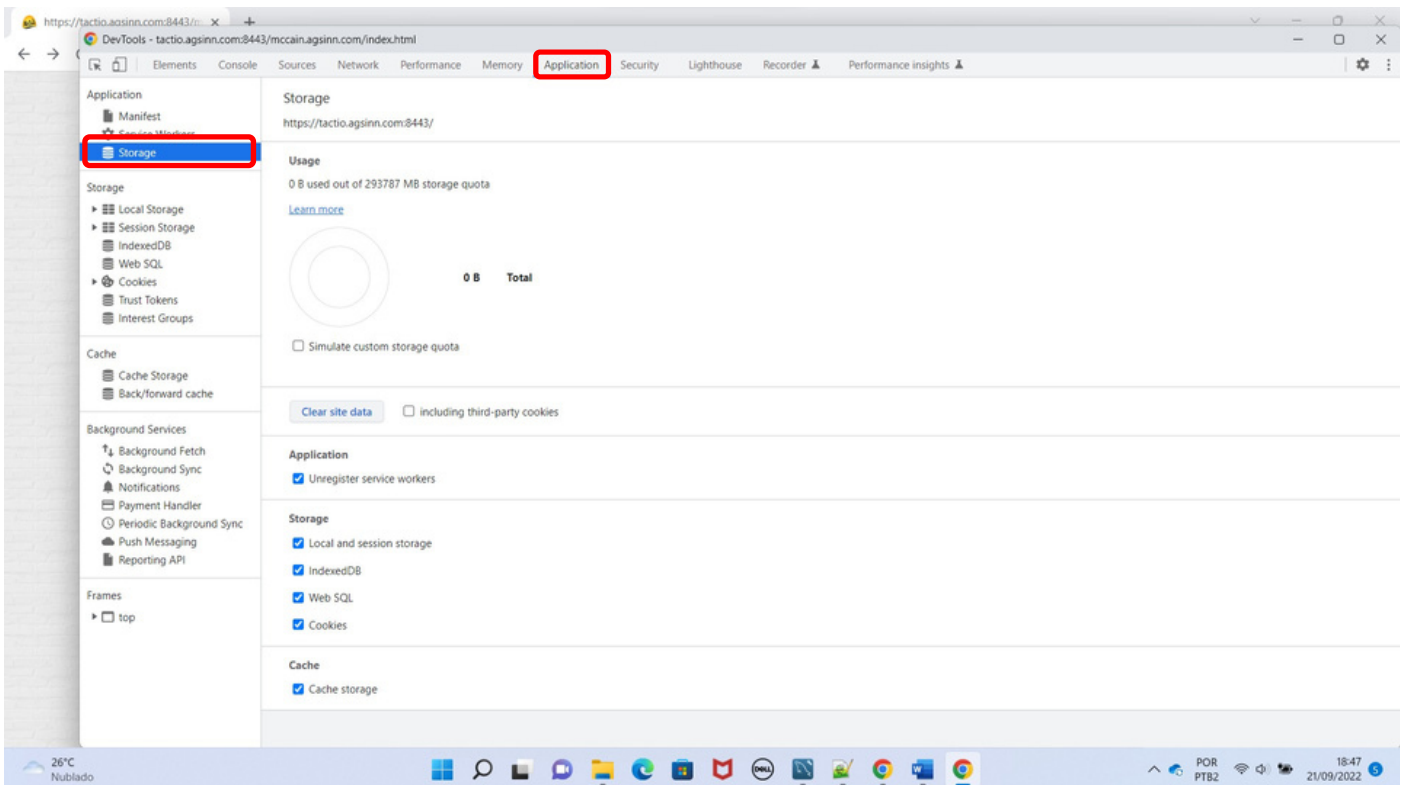 https://tactio.agsinn.com:8443/
DevTools - tactio.agsinn.com:8443/mccain.agsinn.com/index.html
Elements Console Sources Network Performance Memory Application Security Lighthouse Recorder Performance insights
Application
Manifest
Service Workers
Storage
Storage
Local Storage
Session Storage
IndexedDB
Web SQL
Cookies
Trust Tokens
Interest Groups
Cache
Cache Storage
Back/forward cache
Background Services
Background Fetch
Background Sync
Notifications
Payment Handler
Periodic Background Sync
Push Messaging
Reporting API
Frames
top
Storage
https://tactio.agsinn.com:8443/
Usage
0 B used out of 293787 MB storage quota
Learn more
0 B Total
Simulate custom storage quota
Clear site data including third-party cookies
Application
Unregister service workers
Storage
Local and session storage
IndexedDB
Web SQL
Cookies
Cache
Cache storage
26°C
Nublado
DELL
POR
PTB2
18:47
21/09/2022
5